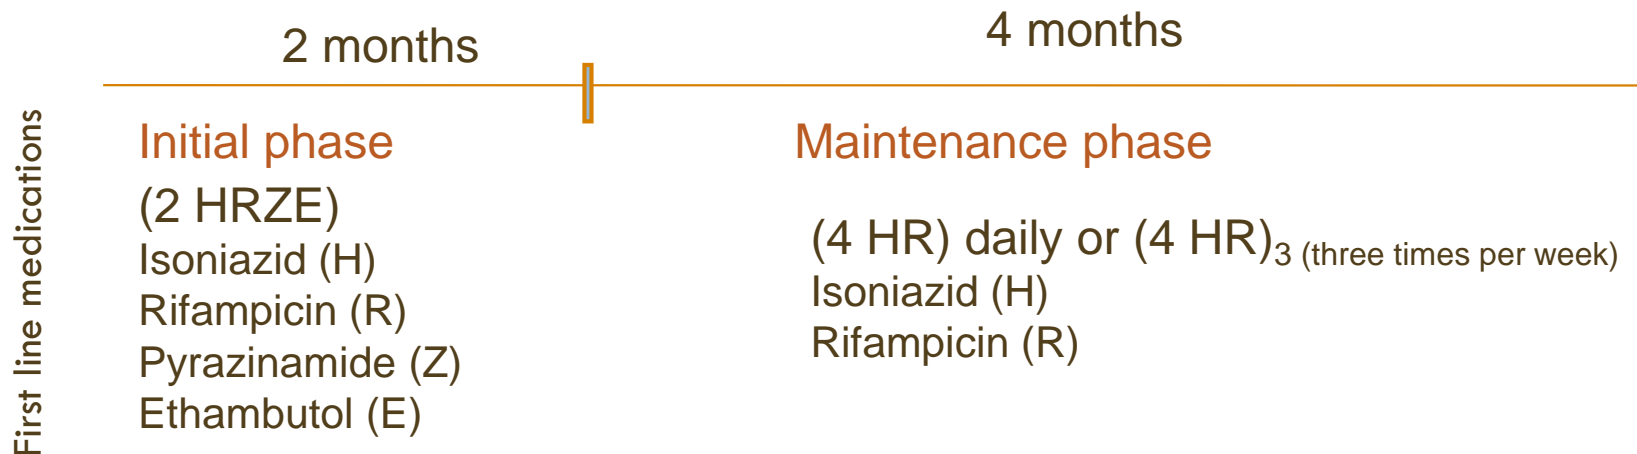 2 months
4 months
First line medications
Initial phase
(2 HRZE)
Isoniazid (H)
Rifampicin (R)
Pyrazinamide (Z)
Ethambutol (E)
Maintenance phase
(4 HR) daily or (4 HR)3 (three times per week)
Isoniazid (H)
Rifampicin (R)